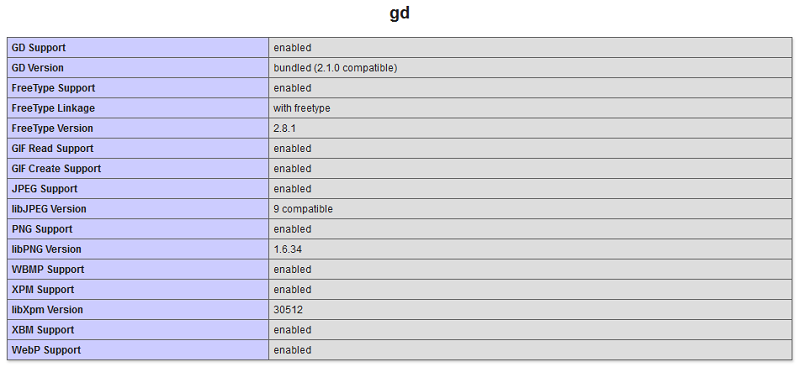 gd
GD Support enabled
GD Version bundled (2.1.0 compatible)
FreeType Support enabled
FreeType Linkage with freetype
FreeType Version 2.8.1
GIF Read Support enabled
GIF Create Support enabled
JPEG Support enabled
libJPEG Version 9 compatible
PNG Support enabled
libPNG Version 1.6.34
WBMP Support enabled
XPM Support enabled
libXpm Version 30512
XBM Support enabled
WebP Support enabled